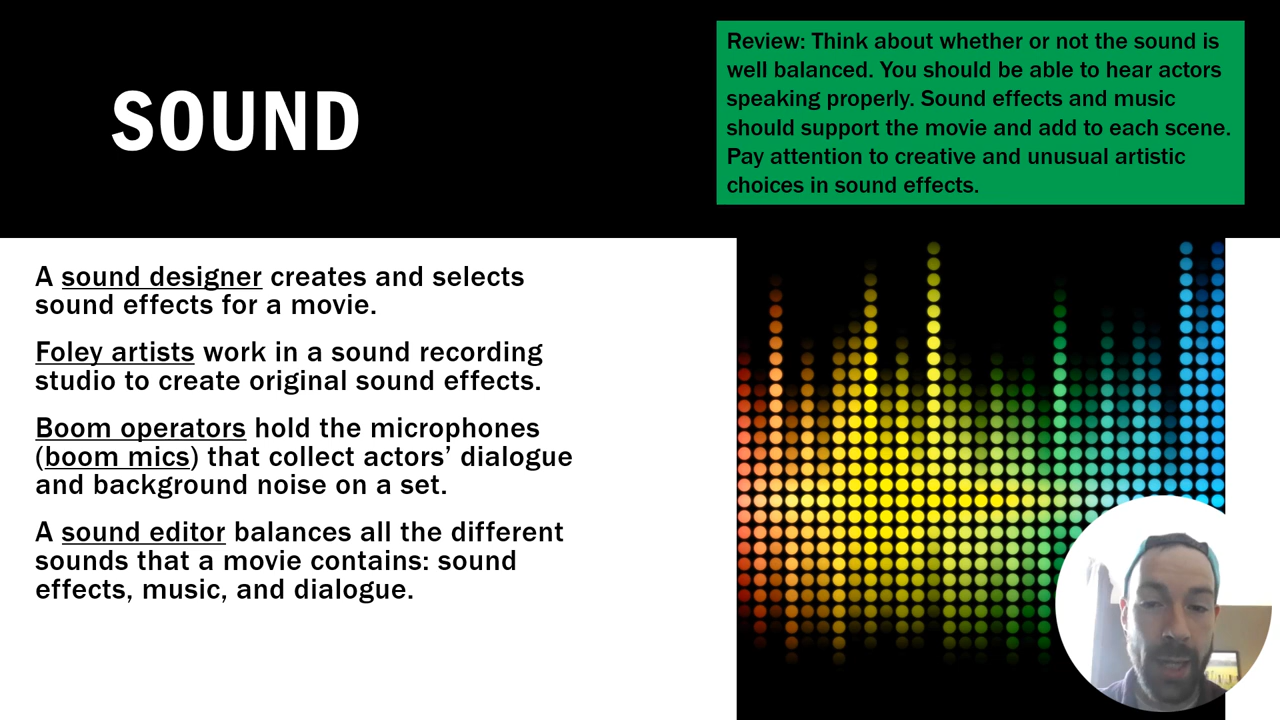 SOUND
Review: Think about whether or not the sound is
well balanced. You should be able to hear actors
speaking properly. Sound effects and music
should support the movie and add to each scene.
Pay attention to creative and unusual artistic
choices in sound effects.
A sound designer creates and selects
sound effects for a movie.
Foley artists work in a sound recording
studio to create original sound effects.
Boom operators hold the microphones
(boom mics) that collect actors’ dialogue
and background noise on a set.
A sound editor balances all the different
sounds that a movie contains: sound
effects, music, and dialogue.